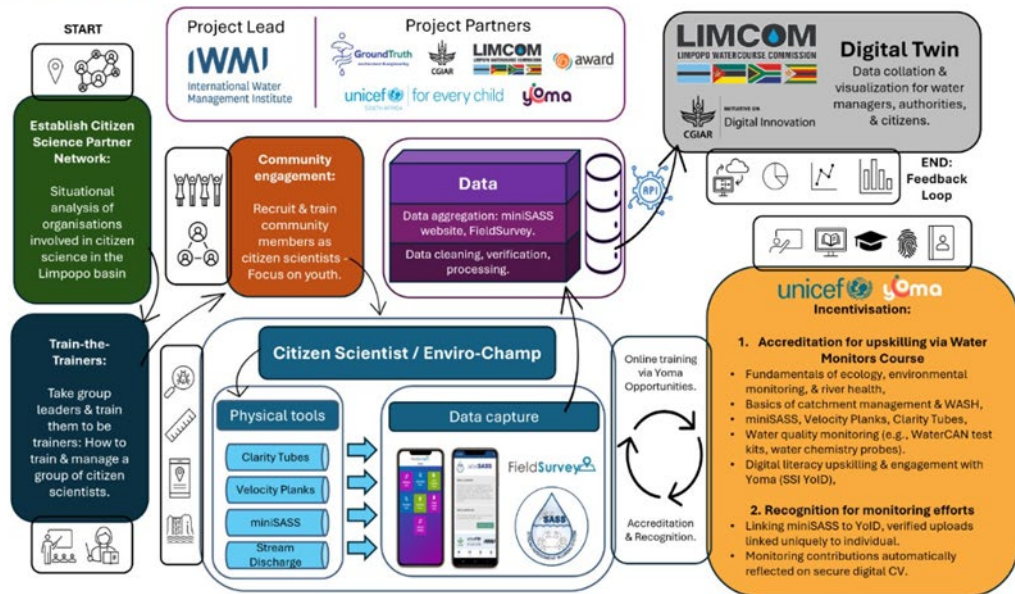 START
Project Lead
IWMI
International Water
Management Institute
Project Partners
GroundTruth
CGIAR
LIMCOM
LIMPOPO WATERCOURSE COMMISSION
award
unicef
SOUTH AFRICA
for every child
yoma
LIMCOM
LIMPOPO WATERCOURSE COMMISSION
CGIAR
INITIATIVE ON
Digital Innovation
Digital Twin
Data collation &
visualization for water
managers, authorities,
& citizens.
END:
Feedback
Loop
Establish Citizen
Science Partner
Network:
Situational
analysis of
organisations
involved in citizen
science in the
Limpopo basin
Community
engagement:
Recruit & train
community
members as
citizen scientists -
Focus on youth.
Data
Data aggregation: miniSASS
website, FieldSurvey.
Data cleaning, verification,
processing.
API
Train-the-
Trainers:
Take group
leaders & train
them to be
trainers: How to
train & manage
a group of citizen
scientists.
Citizen Scientist / Enviro-Champ
Physical tools
Clarity Tubes
Velocity Planks
miniSASS
Stream
Discharge
Data capture
miniSASS
FieldSurvey
SASS
Online training
via Yoma
Opportunities.
Accreditation
& Recognition.
unicef yoma
Incentivisation:
1. Accreditation for upskilling via Water
Monitors Course
• Fundamentals of ecology, environmental
monitoring, & river health,
• Basics of catchment management & WASH,
• miniSASS, Velocity Planks, Clarity Tubes,
• Water quality monitoring (e.g., WaterCAN test
kits, water chemistry probes).
• Digital literacy upskilling & engagement with
Yoma (SSI YoID),
2. Recognition for monitoring efforts
• Linking miniSASS to YoID, verified uploads
linked uniquely to individual.
• Monitoring contributions automatically
reflected on secure digital CV.